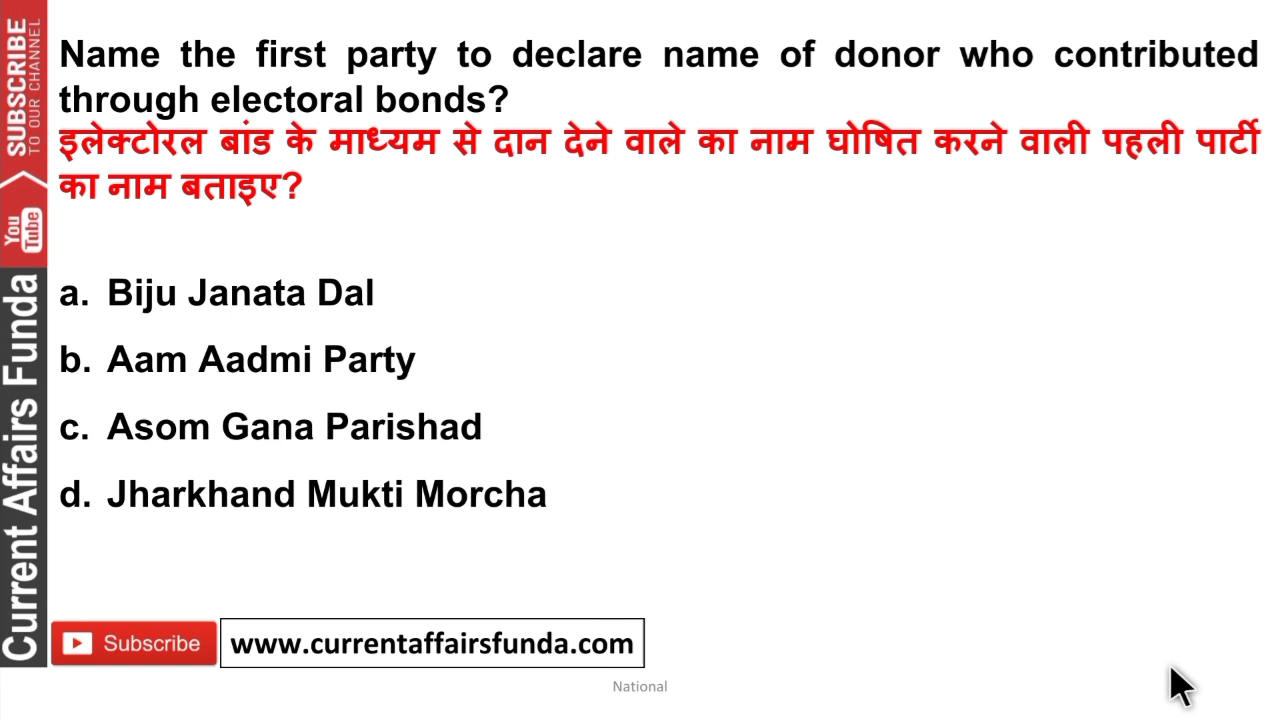 Name the first party to declare name of donor who contributed
through electoral bonds?
इलेक्टोरल बांड के माध्यम से दान देने वाले का नाम घोषित करने वाली पहली पार्टी
का नाम बताइए?
a. Biju Janata Dal
b. Aam Aadmi Party
c. Asom Gana Parishad
d. Jharkhand Mukti Morcha
SUBSCRIBE
TO OUR CHANNEL
You
Tube
Current Affairs Funda
Subscribe
www.currentaffairsfunda.com
National